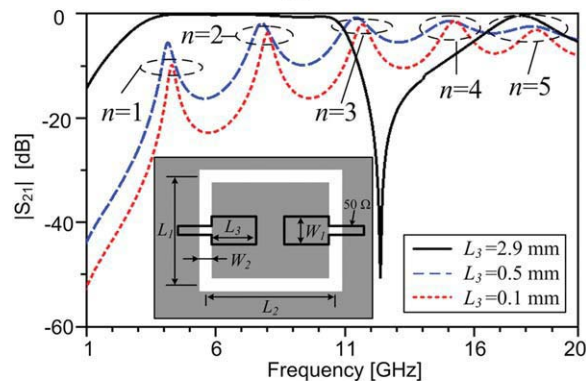 0
-20
-40
-60
|S21| [dB]
n=1
n=2
n=3
n=4
n=5
L1
L3
W1
50 Ω
W2
L2
L3=2.9 mm
L3=0.5 mm
L3=0.1 mm
1 6 11 16 20
Frequency [GHz]